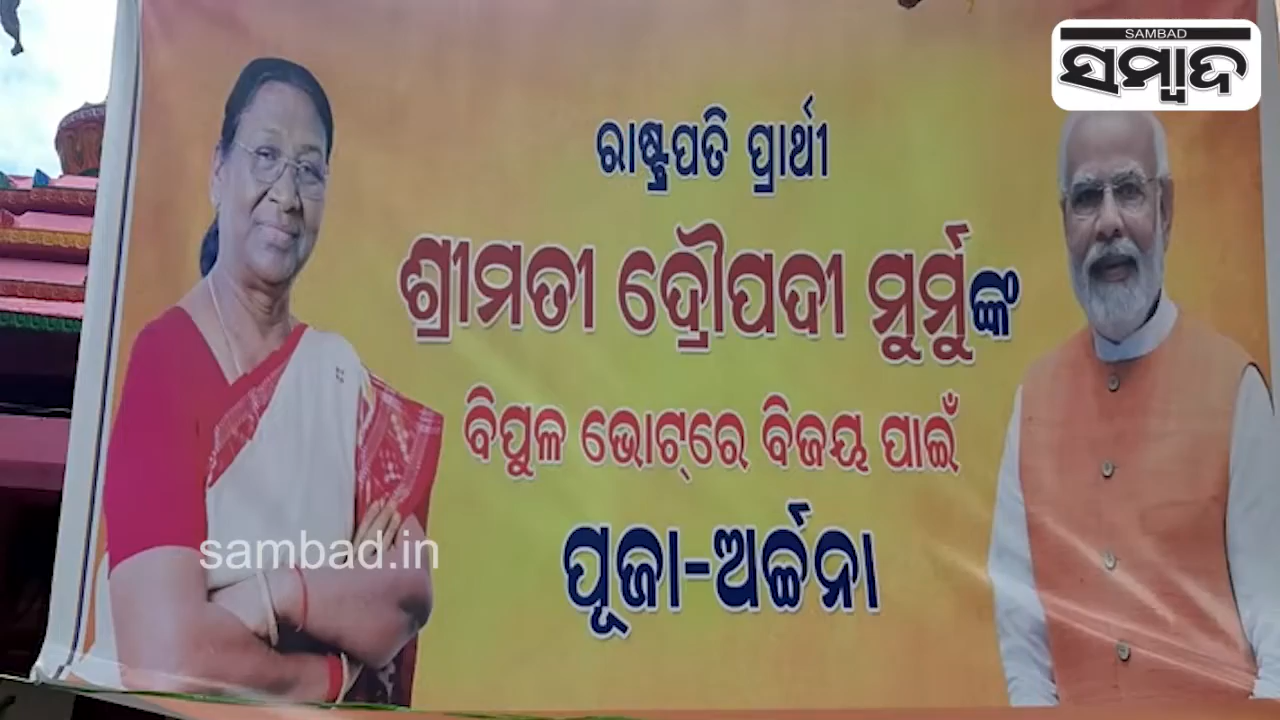 SAMBAD
ସମ୍ବାଦ
ରାଷ୍ଟ୍ରପତି ପ୍ରାର୍ଥୀ
ଶ୍ରୀମତୀ ଦ୍ରୌପଦୀ ମୁର୍ମୁଙ୍କ
ବିପୁଳ ଭୋଟ୍‌ରେ ବିଜୟ ପାଇଁ
ପୂଜା-ଅର୍ଚ୍ଚନା
sambad.in